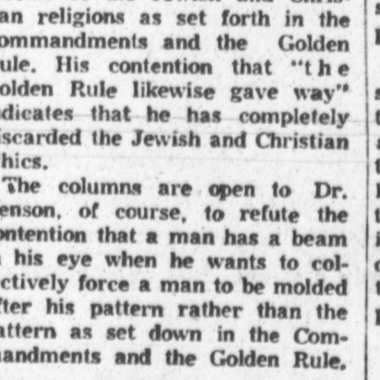 an religions as set forth in the
ommandments and the Golden
ule. His contention that "the
olden Rule likewise gave way"
dicates that he has completely
iscarded the Jewish and Christian
hics.
The columns are open to Dr.
enson, of course, to refute the
ontention that a man has a beam
his eye when he wants to col-
ectively force a man to be molded
fter his pattern rather than the
attern as set down in the Com-
andments and the Golden Rule.